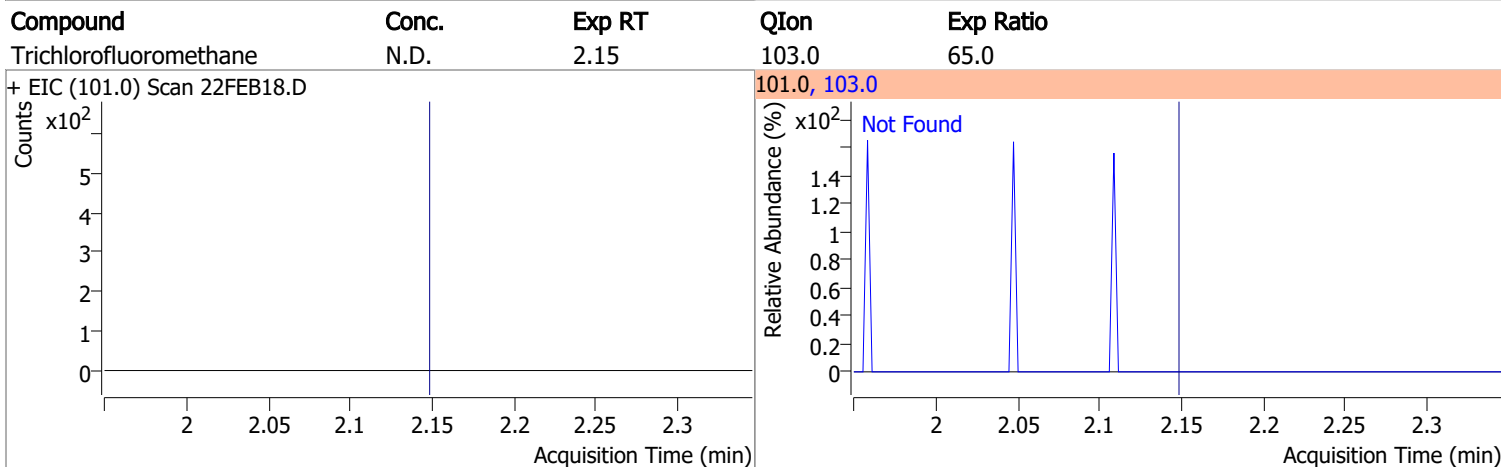 Compound Conc. Exp RT QIon Exp Ratio
Trichlorofluoromethane N.D. 2.15 103.0 65.0
+ EIC (101.0) Scan 22FEB18.D
Counts
x10²
5
4
3
2
1
0
2 2.05 2.1 2.15 2.2 2.25 2.3
Acquisition Time (min)
101.0, 103.0
Relative Abundance (%)
x10²
Not Found
1.4
1.2
1
0.8
0.6
0.4
0.2
0
2 2.05 2.1 2.15 2.2 2.25 2.3
Acquisition Time (min)